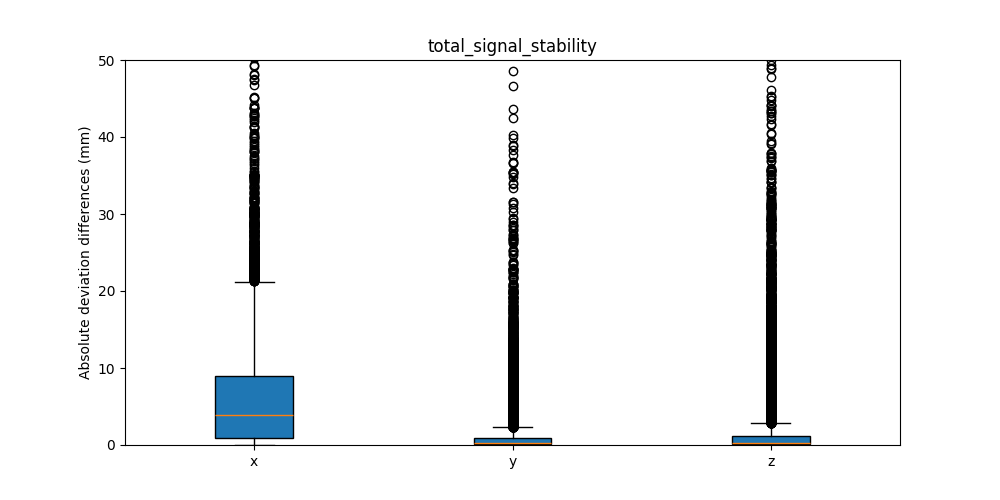 total_signal_stability
Absolute deviation differences (mm)
50
40
30
20
10
0
x
y
z